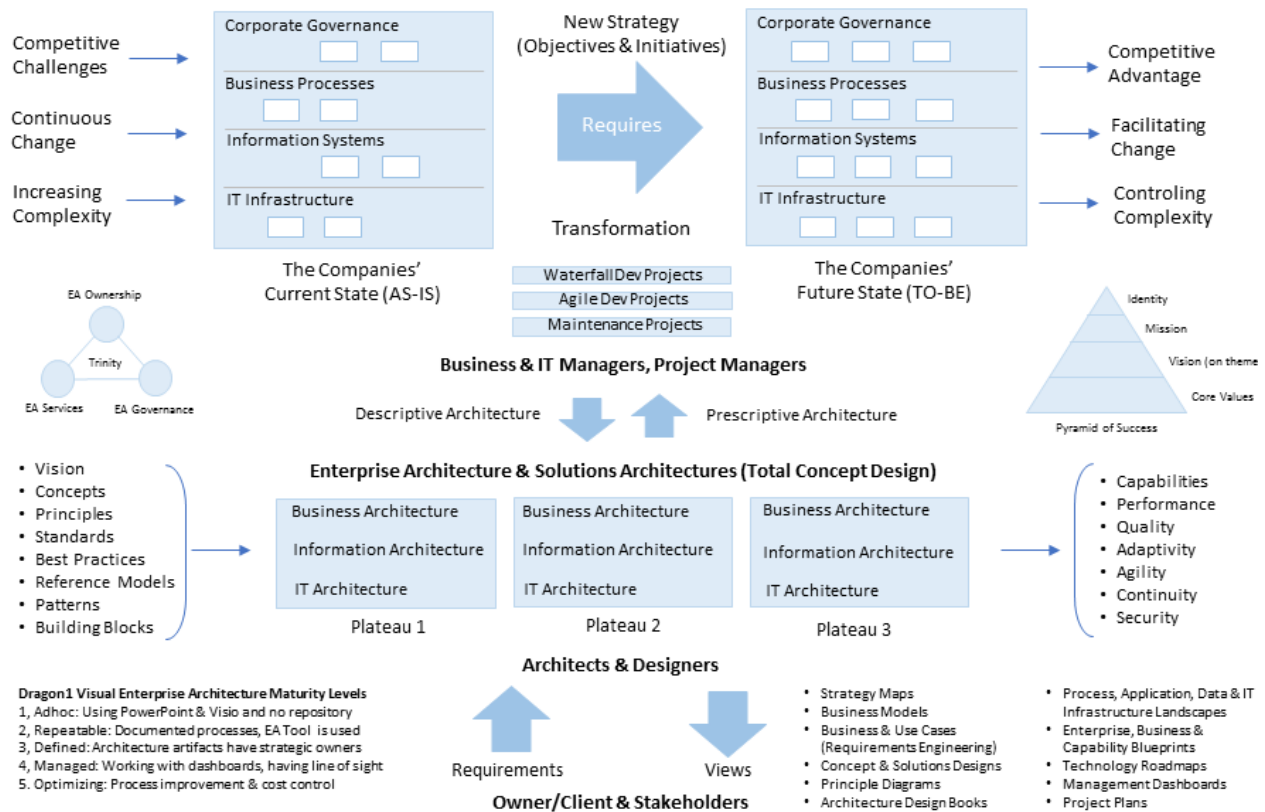 Competitive
Challenges
Continuous
Change
Increasing
Complexity
Corporate Governance
Business Processes
Information Systems
IT Infrastructure
The Companies’
Current State (AS-IS)
New Strategy
(Objectives & Initiatives)
Requires
Transformation
Waterfall Dev Projects
Agile Dev Projects
Maintenance Projects
Corporate Governance
Business Processes
Information Systems
IT Infrastructure
The Companies’
Future State (TO-BE)
Competitive
Advantage
Facilitating
Change
Controling
Complexity
EA Ownership
Trinity
EA Services
EA Governance
Business & IT Managers, Project Managers
Descriptive Architecture
Prescriptive Architecture
Identity
Mission
Vision (on theme
Core Values
Pyramid of Success
Enterprise Architecture & Solutions Architectures (Total Concept Design)
• Vision
• Concepts
• Principles
• Standards
• Best Practices
• Reference Models
• Patterns
• Building Blocks
Business Architecture
Information Architecture
IT Architecture
Plateau 1
Business Architecture
Information Architecture
IT Architecture
Plateau 2
Business Architecture
Information Architecture
IT Architecture
Plateau 3
• Capabilities
• Performance
• Quality
• Adaptivity
• Agility
• Continuity
• Security
Architects & Designers
Dragon1 Visual Enterprise Architecture Maturity Levels
1, Adhoc: Using PowerPoint & Visio and no repository
2, Repeatable: Documented processes, EA Tool is used
3, Defined: Architecture artifacts have strategic owners
4, Managed: Working with dashboards, having line of sight
5. Optimizing: Process improvement & cost control
Requirements
Views
Owner/Client & Stakeholders
• Strategy Maps
• Business Models
• Business & Use Cases
(Requirements Engineering)
• Concept & Solutions Designs
• Principle Diagrams
• Architecture Design Books
• Process, Application, Data & IT
Infrastructure Landscapes
• Enterprise, Business &
Capability Blueprints
• Technology Roadmaps
• Management Dashboards
• Project Plans